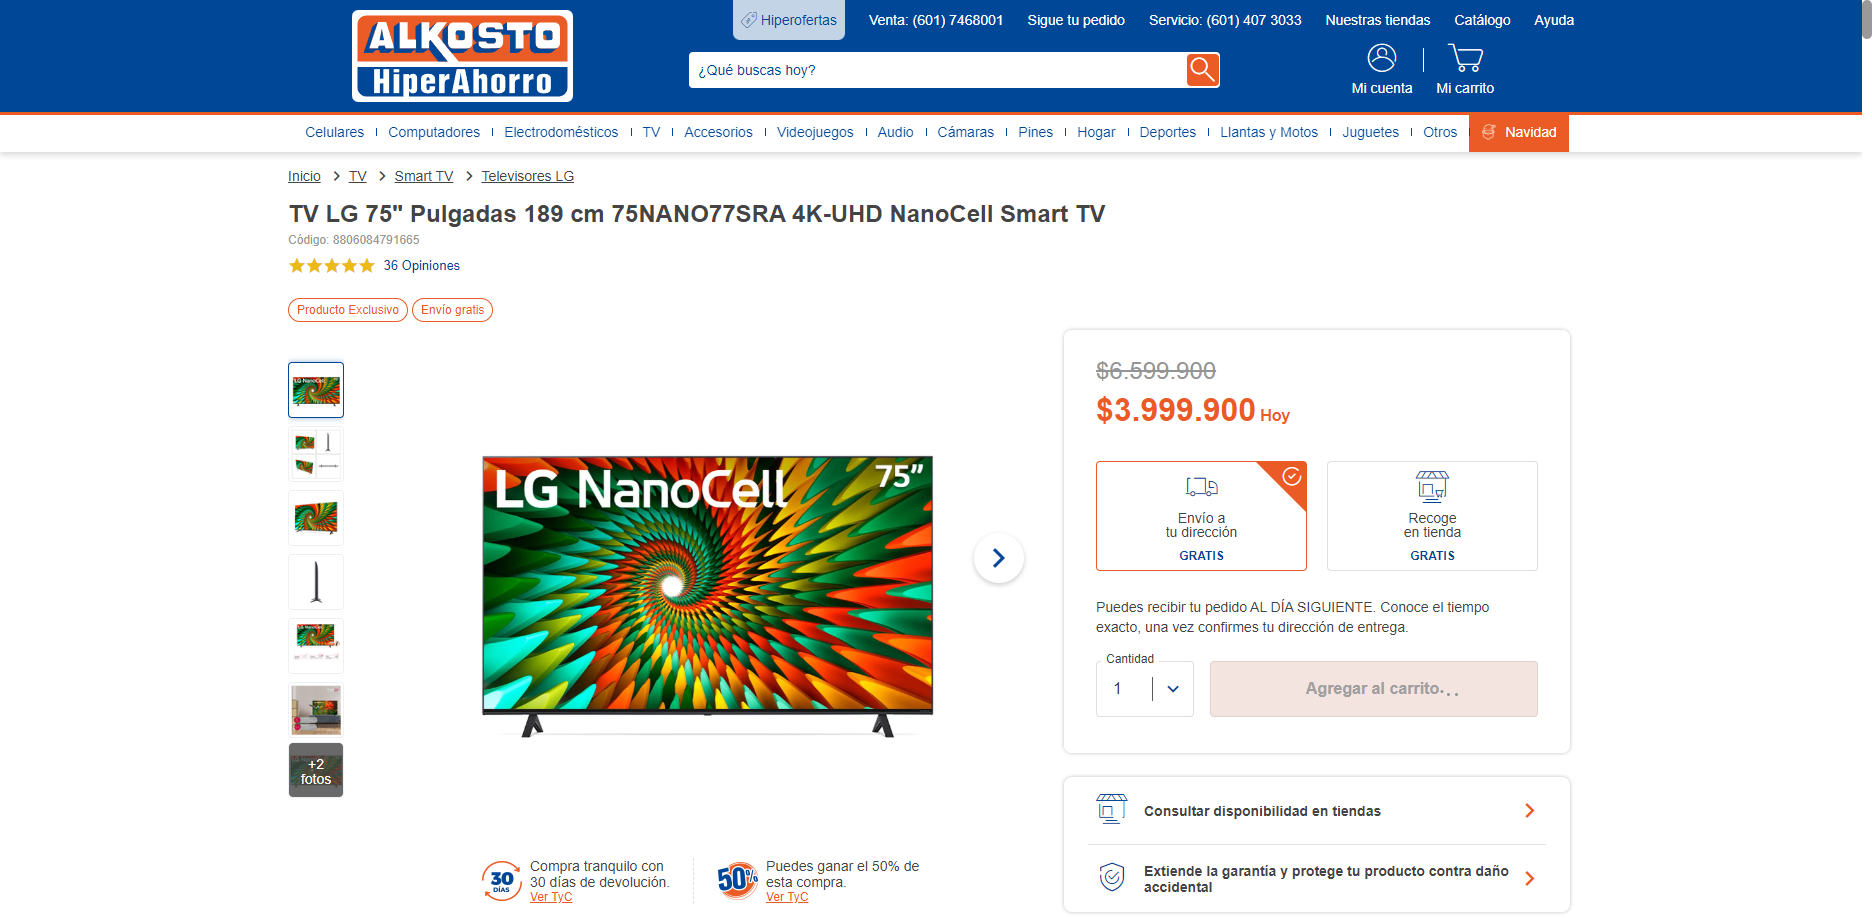 ALKOSTO
HiperAhorro
Hiperofertas
Venta: (601) 7468001
Sigue tu pedido
Servicio: (601) 407 3033
Nuestras tiendas
Catálogo
Ayuda
¿Qué buscas hoy?
Mi cuenta
Mi carrito
Celulares
Computadores
Electrodomésticos
TV
Accesorios
Videojuegos
Audio
Cámaras
Pines
Hogar
Deportes
Llantas y Motos
Juguetes
Otros
Navidad
Inicio > TV > Smart TV > Televisores LG
TV LG 75" Pulgadas 189 cm 75NANO77SRA 4K-UHD NanoCell Smart TV
Código: 8806084791665
36 Opiniones
Producto Exclusivo
Envío gratis
LG NanoCell
75”
+2
fotos
30
DÍAS
Compra tranquilo con
30 días de devolución.
Ver TyC
50%
Puedes ganar el 50% de
esta compra.
Ver TyC
$6.599.900
$3.999.900 Hoy
Envío a
tu dirección
GRATIS
Recoge
en tienda
GRATIS
Puedes recibir tu pedido AL DÍA SIGUIENTE. Conoce el tiempo
exacto, una vez confirmes tu dirección de entrega.
Cantidad
1
Agregar al carrito...
Consultar disponibilidad en tiendas
Extiende la garantía y protege tu producto contra daño
accidental